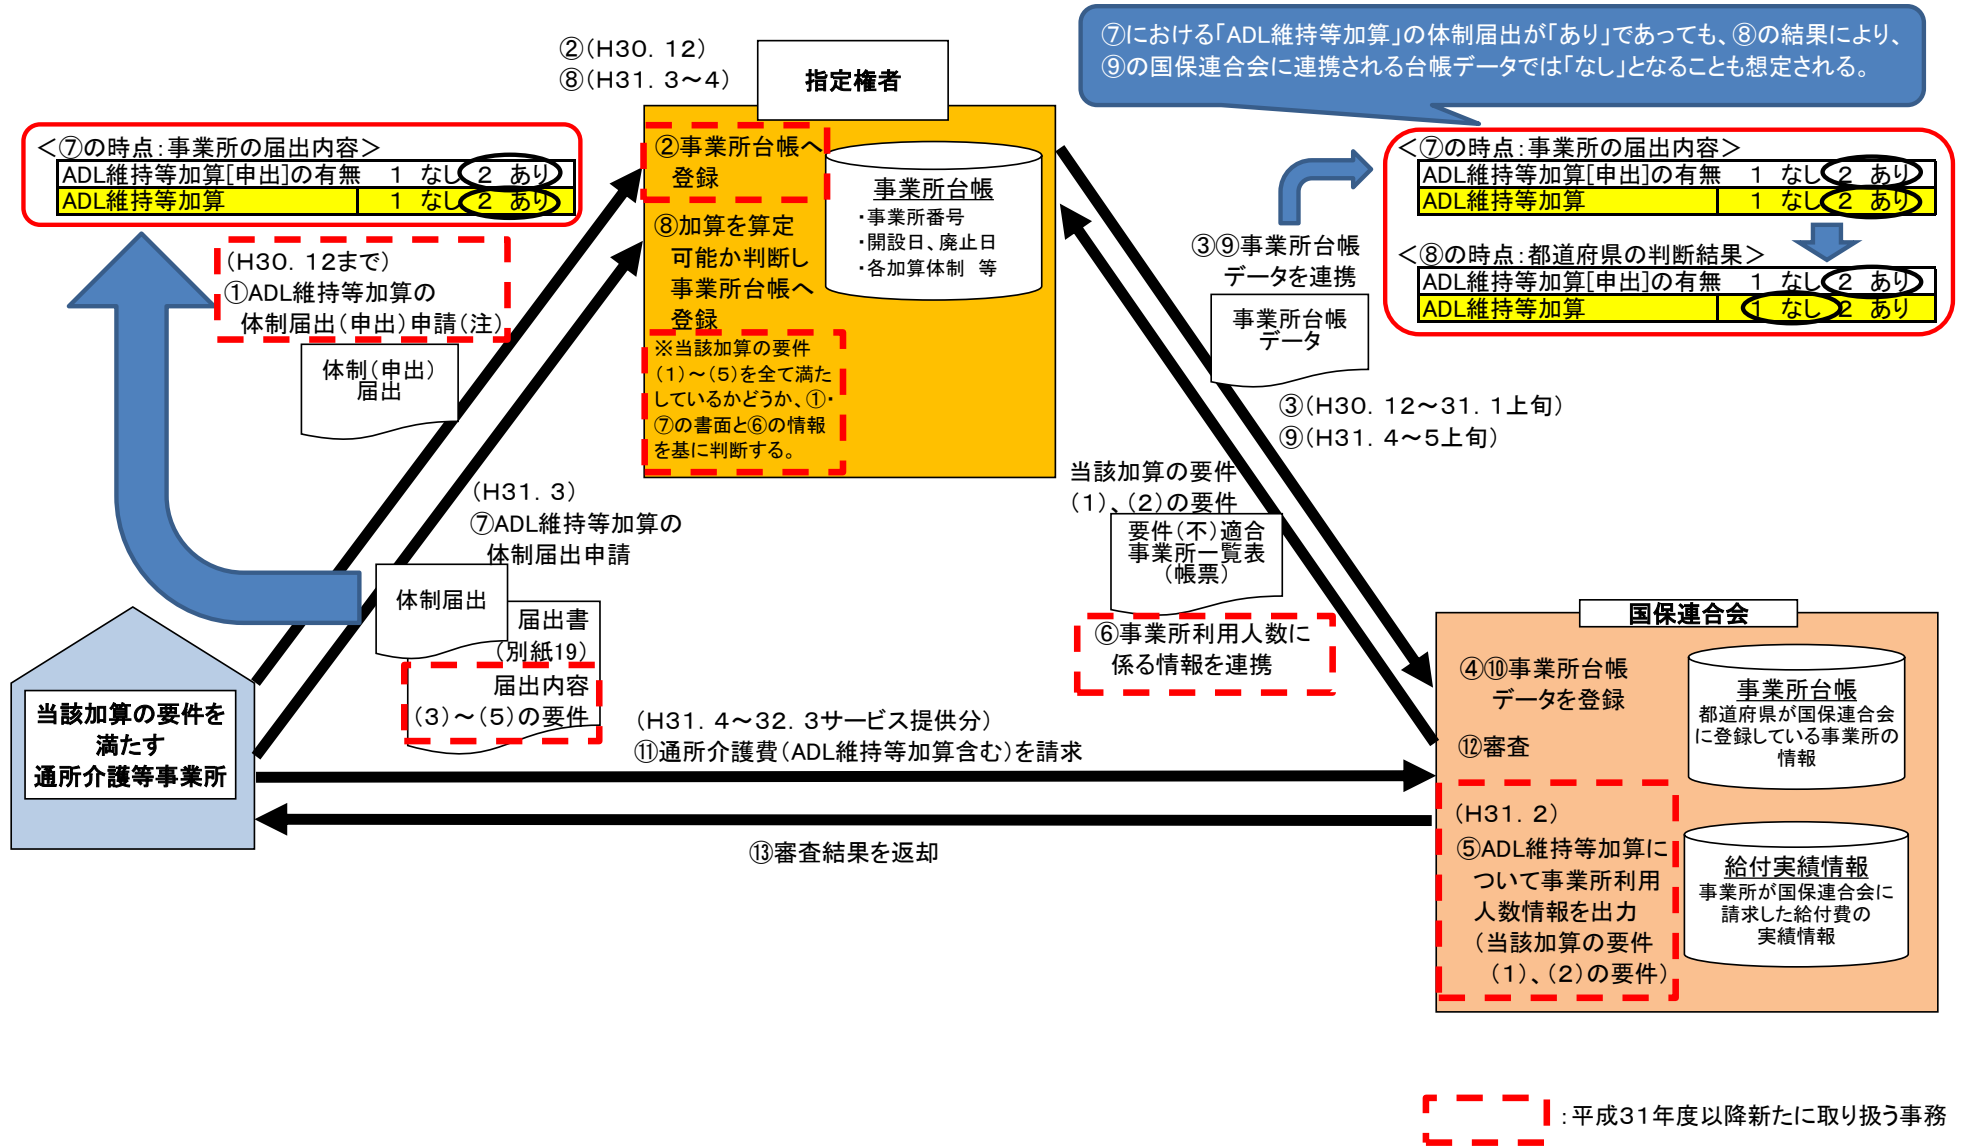 ⑦における「ADL維持等加算」の体制届出が「あり」であっても、⑧の結果により、
⑨の国保連合会に連携される台帳データでは「なし」となることも想定される。
②(H30．12)
⑧(H31．3～4)
指定権者
＜⑦の時点：事業所の届出内容＞
ADL維持等加算[申出]の有無　1　なし　2　あり
ADL維持等加算　1　なし　2　あり
②事業所台帳へ
登録
⑧加算を算定
可能か判断し
事業所台帳へ
登録
※当該加算の要件
（1）～（5）を全て満た
しているかどうか、①・
⑦の書面と⑥の情報
を基に判断する。
事業所台帳
・事業所番号
・開設日、廃止日
・各加算体制　等
③⑨事業所台帳
データを連携
事業所台帳
データ
③(H30．12～31．1上旬)
⑨(H31．4～5上旬)
＜⑦の時点：事業所の届出内容＞
ADL維持等加算[申出]の有無　1　なし　2　あり
ADL維持等加算　1　なし　2　あり
＜⑧の時点：都道府県の判断結果＞
ADL維持等加算[申出]の有無　1　なし　2　あり
ADL維持等加算　1　なし　2　あり
(H30．12まで)
①ADL維持等加算の
体制届出（申出）申請（注）
体制（申出）
届出
(H31．3)
⑦ADL維持等加算の
体制届出申請
体制届出
届出書
（別紙19）
届出内容
（3）～（5）の要件
当該加算の要件
（1）、（2）の要件
要件（不）適合
事業所一覧表
（帳票）
⑥事業所利用人数に
係る情報を連携
当該加算の要件を
満たす
通所介護等事業所
(H31．4～32．3サービス提供分)
⑪通所介護費（ADL維持等加算含む）を請求
⑬審査結果を返却
国保連合会
④⑩事業所台帳
データを登録
⑫審査
事業所台帳
都道府県が国保連合会
に登録している事業所の
情報
(H31．2)
⑤ADL維持等加算に
ついて事業所利用
人数情報を出力
（当該加算の要件
（1）、（2）の要件）
給付実績情報
事業所が国保連合会に
請求した給付費の
実績情報
：平成31年度以降新たに取り扱う事務